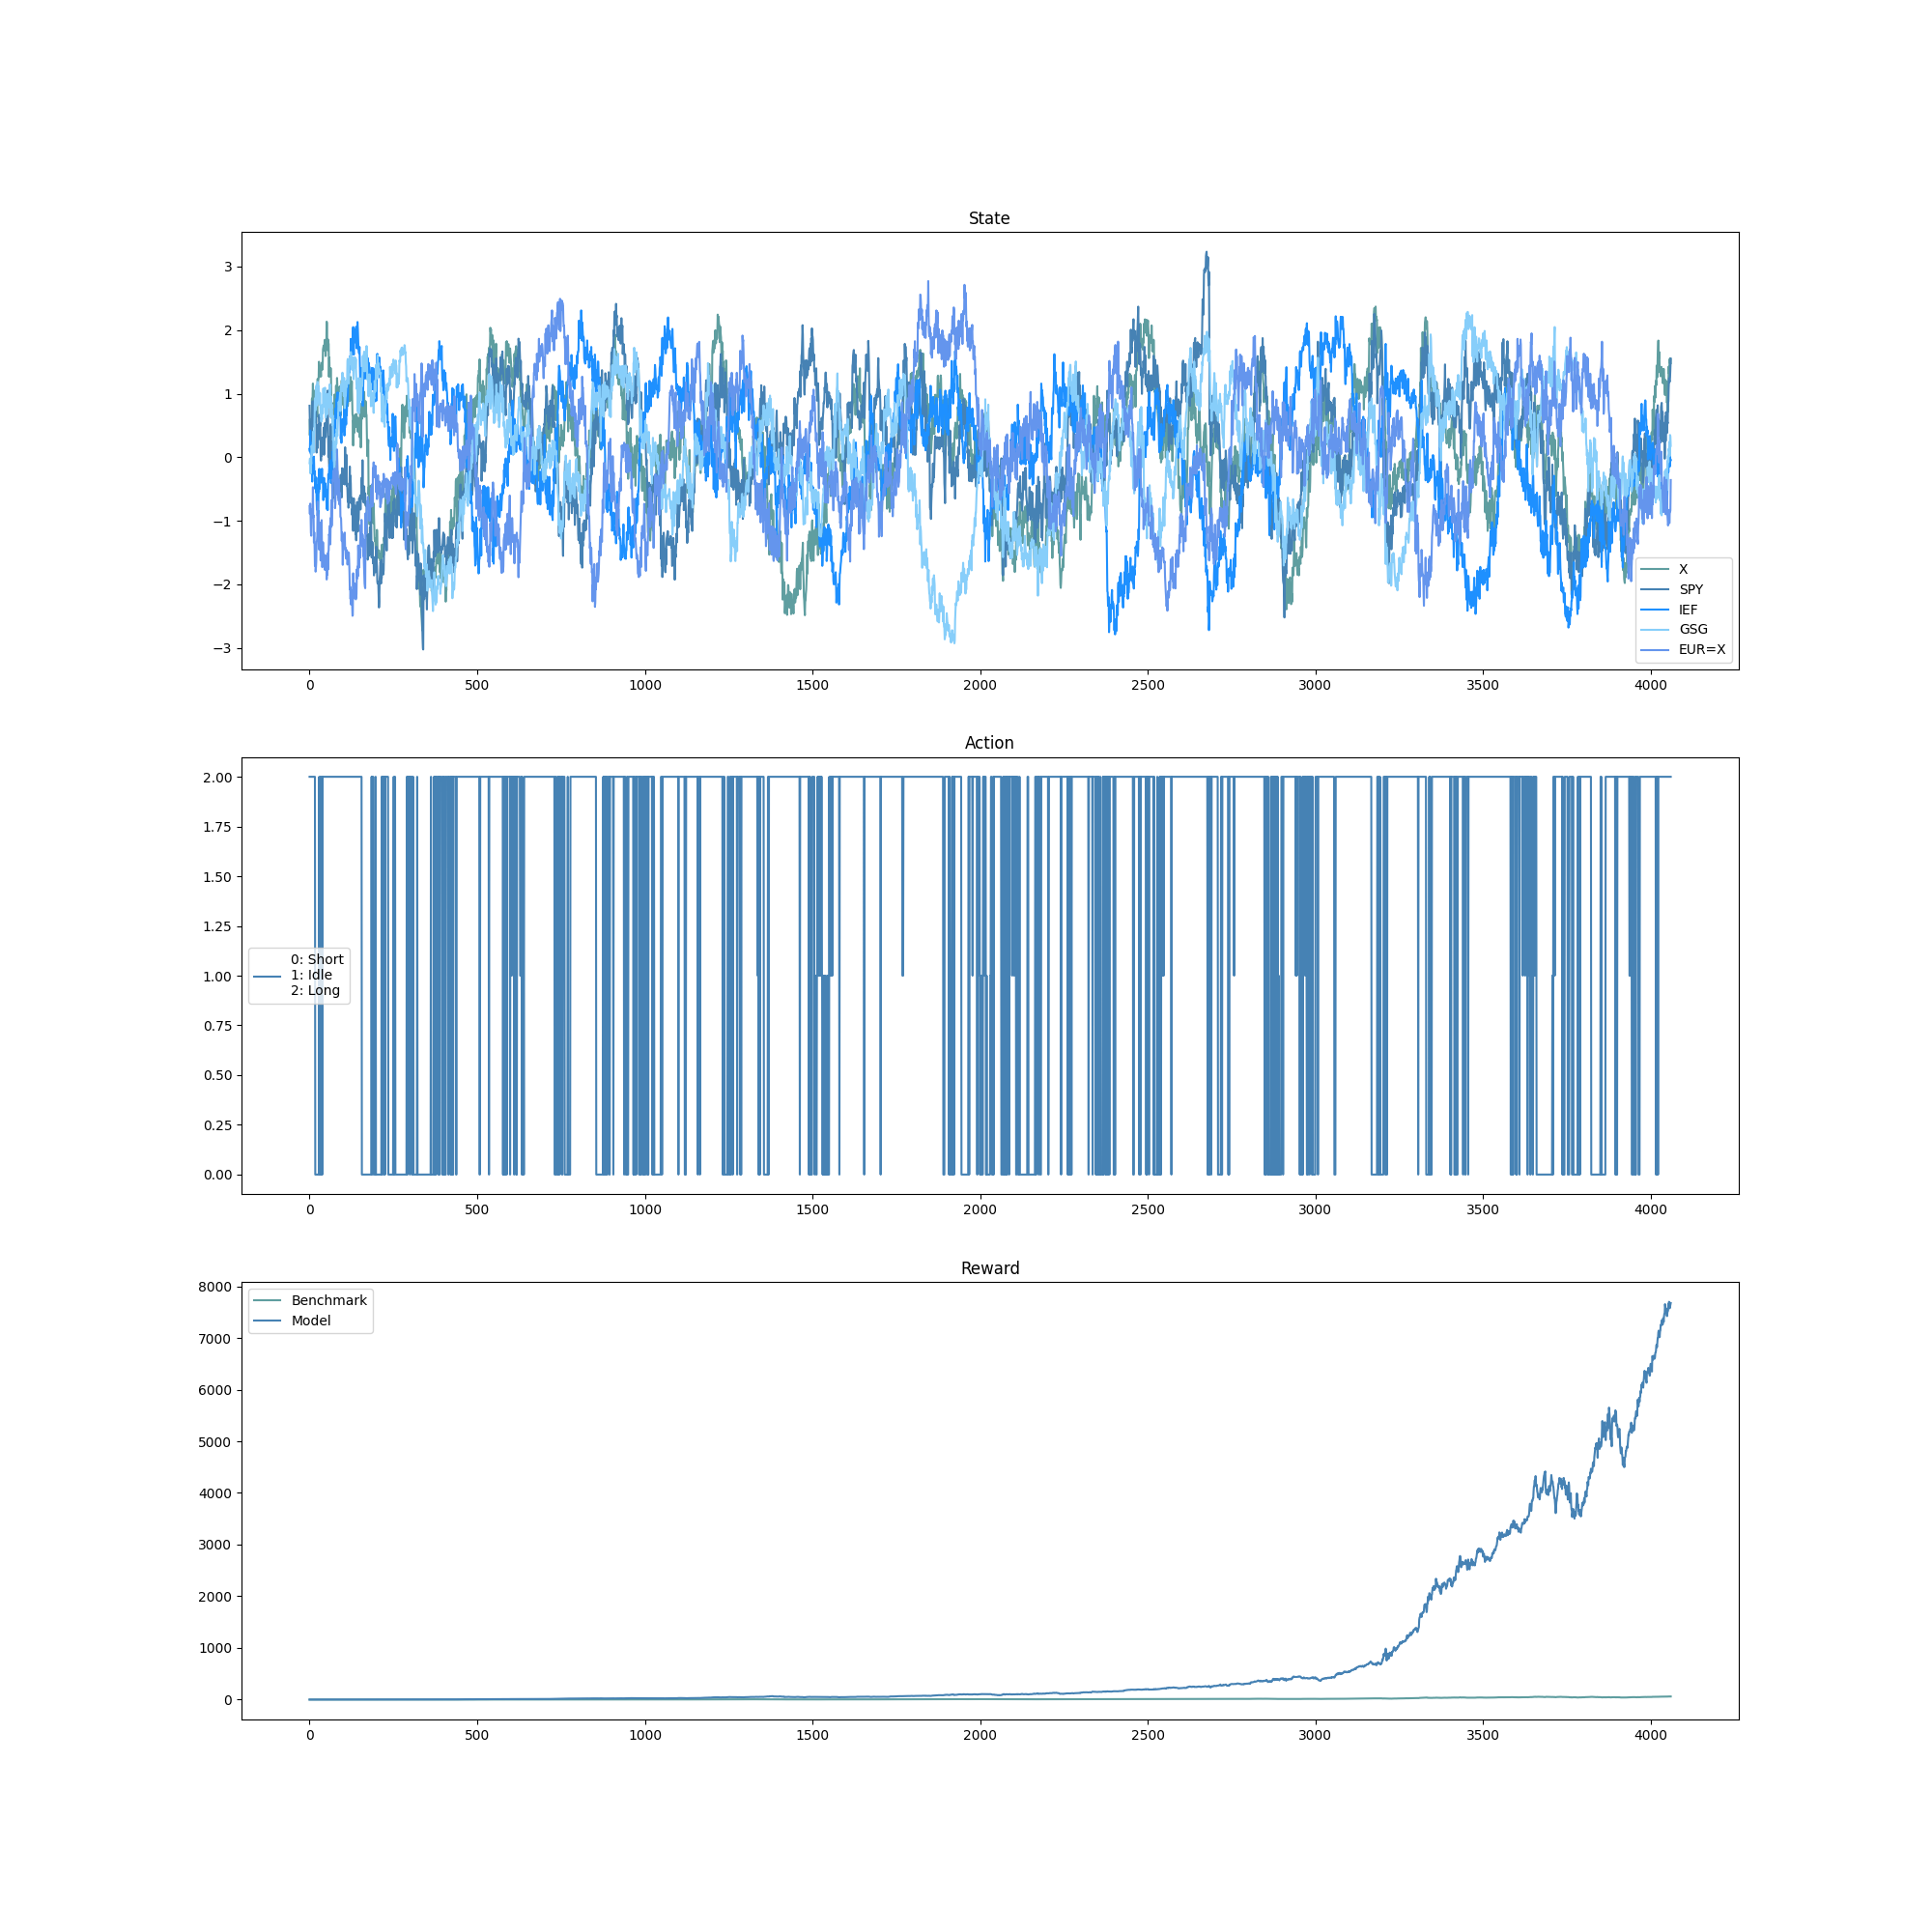 State
3
2
1
0
−1
−2
−3
X
SPY
IEF
GSG
EUR=X
0 500 1000 1500 2000 2500 3000 3500 4000
Action
2.00
1.75
1.50
1.25
1.00
0.75
0.50
0.25
0.00
0: Short
1: Idle
2: Long
0 500 1000 1500 2000 2500 3000 3500 4000
Reward
8000
7000
6000
5000
4000
3000
2000
1000
0
Benchmark
Model
0 500 1000 1500 2000 2500 3000 3500 4000